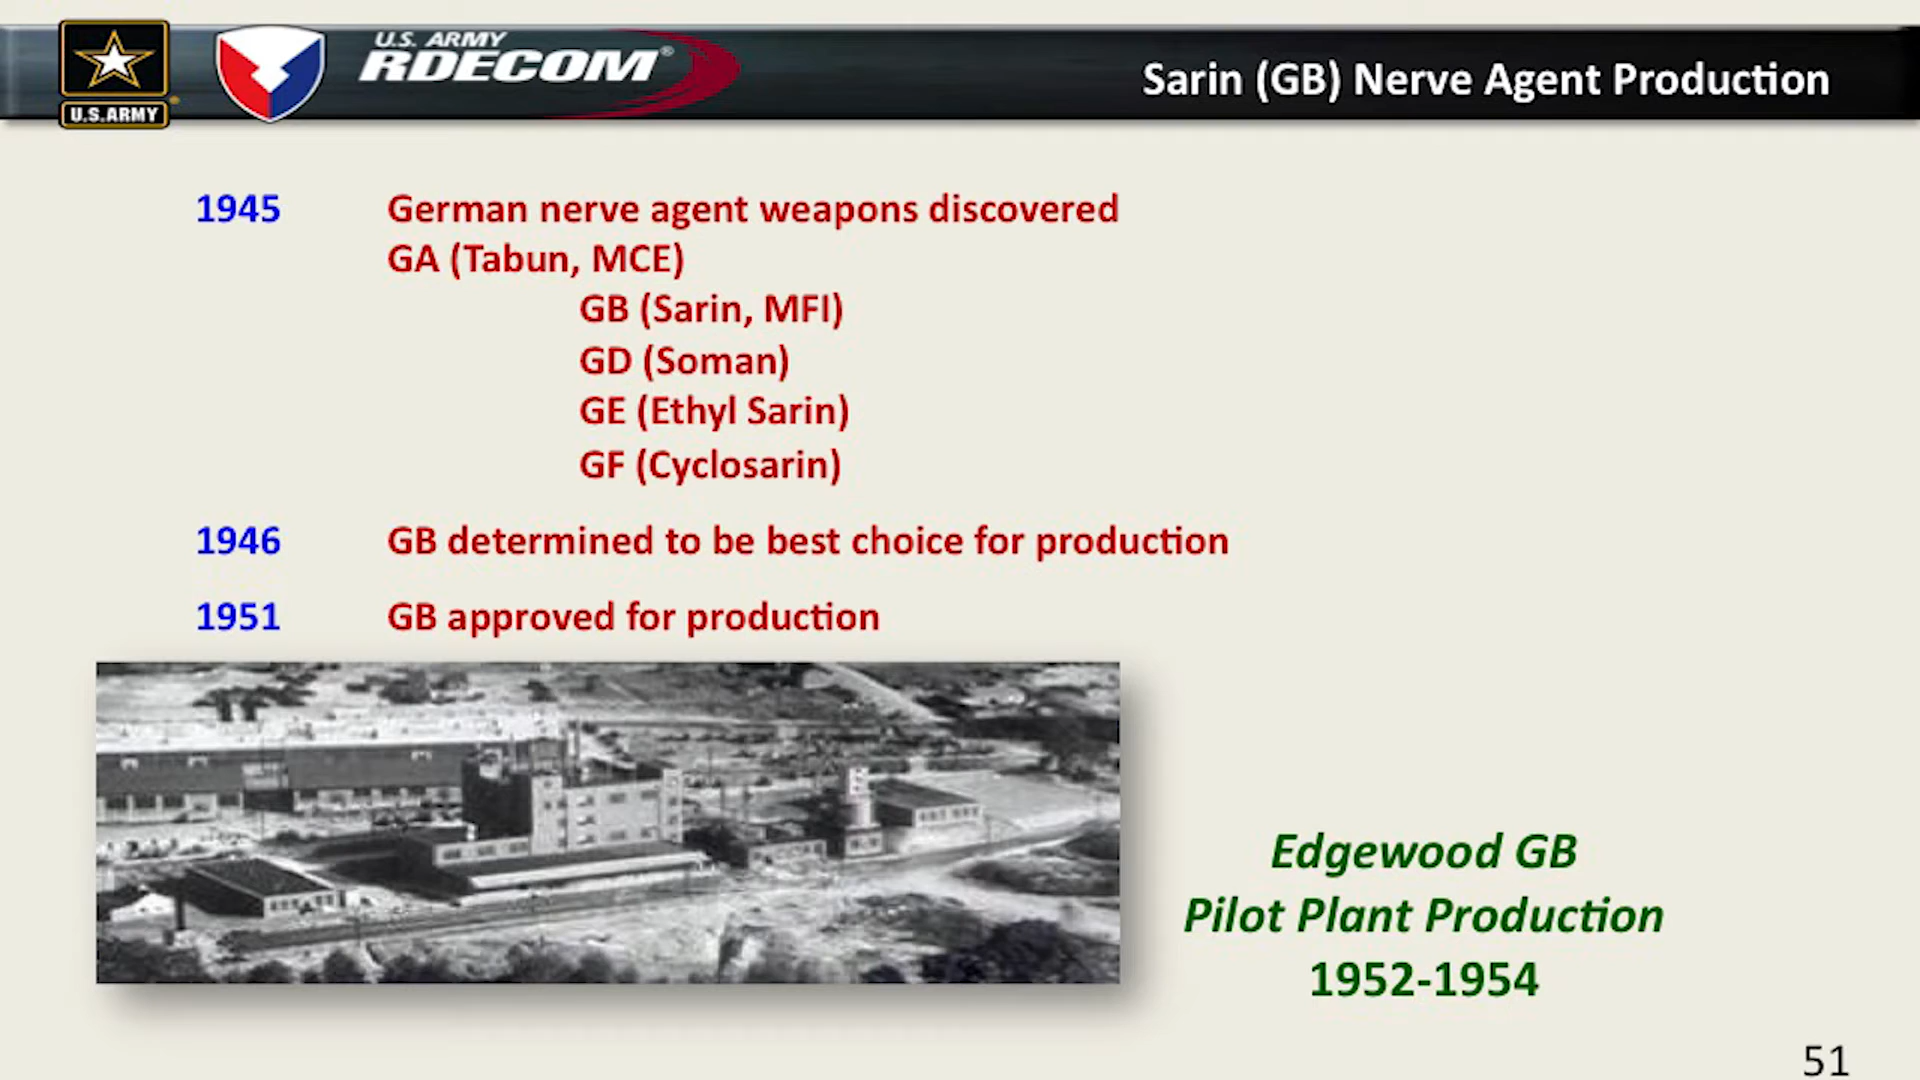 U.S.ARMY
U.S. ARMY
RDECOM®
Sarin (GB) Nerve Agent Production
1945 German nerve agent weapons discovered
GA (Tabun, MCE)
GB (Sarin, MFI)
GD (Soman)
GE (Ethyl Sarin)
GF (Cyclosarin)
1946 GB determined to be best choice for production
1951 GB approved for production
Edgewood GB
Pilot Plant Production
1952-1954
51